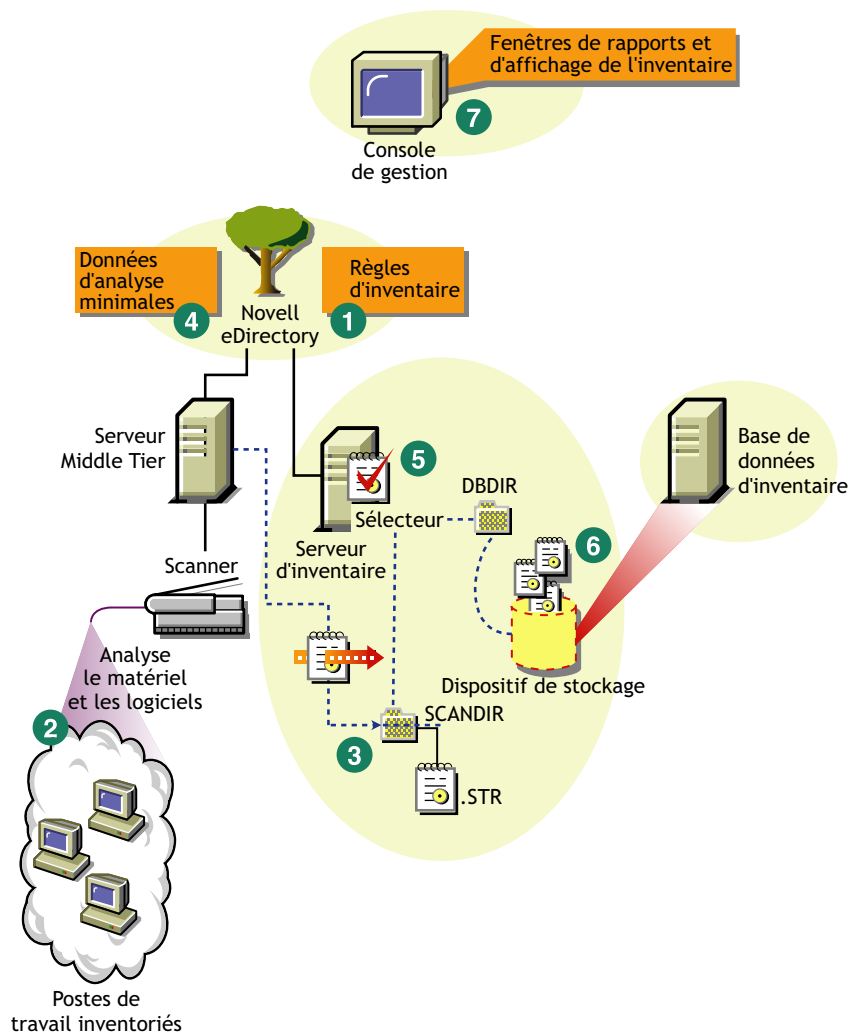 Fenêtres de rapports et
d'affichage de l'inventaire
7
Console
de gestion
Données
d'analyse
minimales
4
Novell
eDirectory
Règles
d'inventaire
1
Serveur
Middle Tier
5
Sélecteur
Serveur
d'inventaire
DBDIR
Base de
données
d'inventaire
6
Scanner
Analyse
le matériel
et les logiciels
Dispositif de stockage
SCANDIR
3
.STR
2
Postes de
travail inventoriés